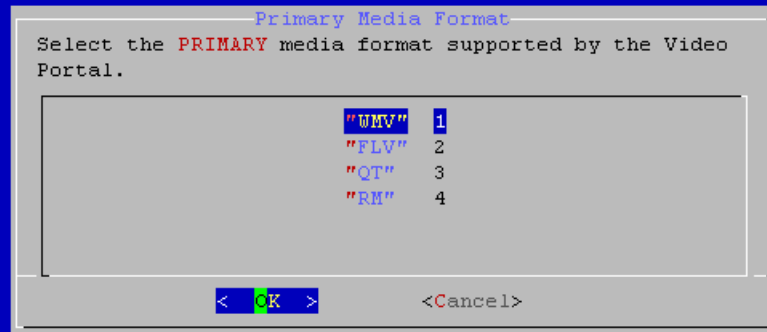 Primary Media Format
Select the PRIMARY media format supported by the Video
Portal.
"WMV" 1
"FLV" 2
"QT" 3
"RM" 4
< OK > <Cancel>